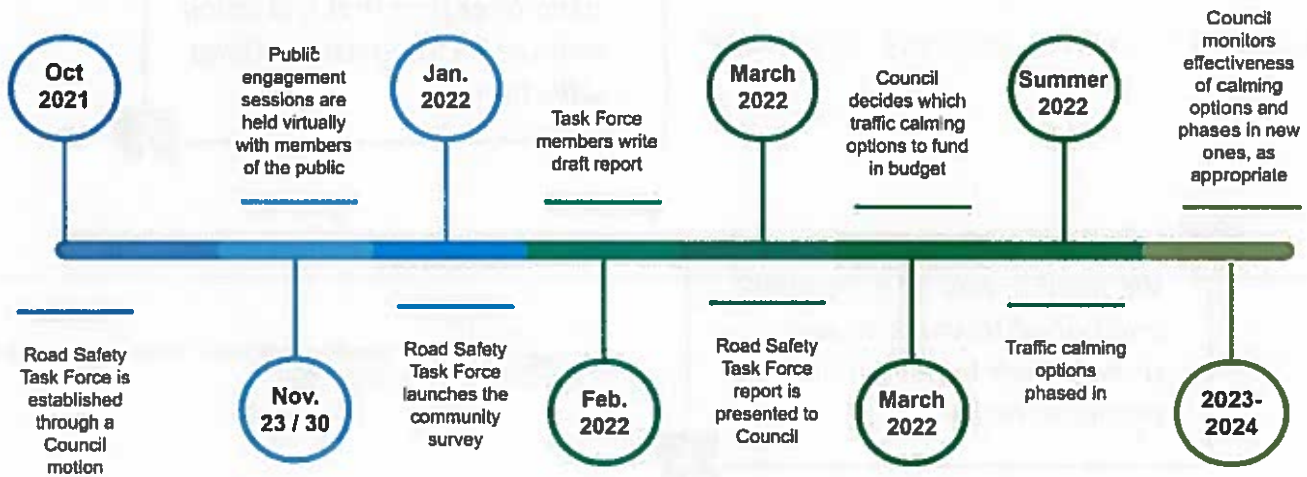 Oct
2021
Road Safety
Task Force is
established
through a
Council
motion
Public
engagement
sessions are
held virtually
with members
of the public
Nov.
23 / 30
Jan.
2022
Road Safety
Task Force
launches the
community
survey
Task Force
members write
draft report
Feb.
2022
March
2022
Road Safety
Task Force
report is
presented to
Council
Council
decides which
traffic calming
options to fund
in budget
March
2022
Summer
2022
Traffic calming
options
phased in
Council
monitors
effectiveness
of calming
options and
phases in new
ones, as
appropriate
2023-
2024